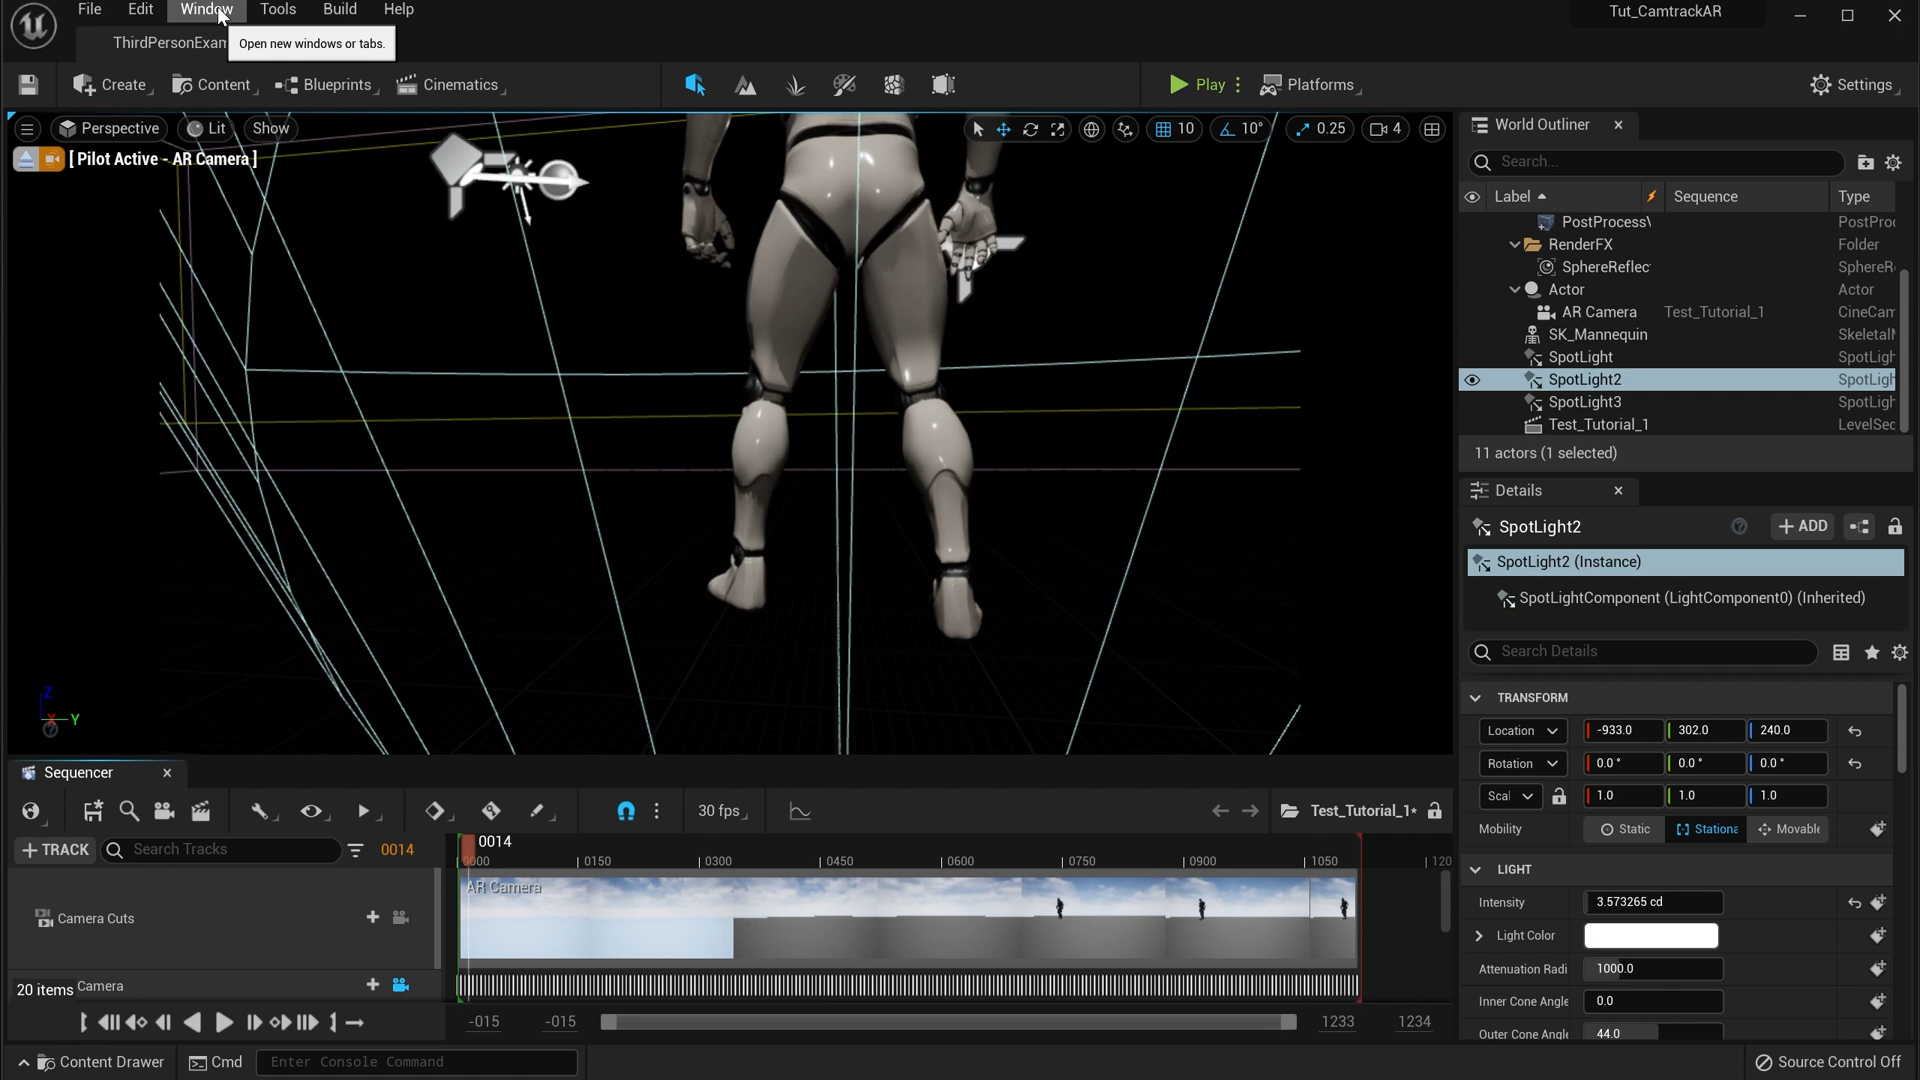 File Edit Window Tools Build Help
Tut_CamtrackAR
ThirdPersonExam
Open new windows or tabs.
Create Content Blueprints Cinematics Play Platforms Settings
Perspective Lit Show 10 10° 0.25 4
[ Pilot Active - AR Camera ]
World Outliner
Search...
Label Sequence Type
PostProcess\ PostProc
RenderFX Folder
SphereReflec SphereR
Actor Actor
AR Camera Test_Tutorial_1 CineCam
SK_Mannequin Skeletal
SpotLight SpotLigh
SpotLight2 SpotLigh
SpotLight3 SpotLigh
Test_Tutorial_1 LevelSec
11 actors (1 selected)
Details
SpotLight2 ADD
SpotLight2 (Instance)
SpotLightComponent (LightComponent0) (Inherited)
Search Details
TRANSFORM
Location -933.0 302.0 240.0
Rotation 0.0 ° 0.0 ° 0.0 °
Scal 1.0 1.0 1.0
Mobility Static Stationa Movable
LIGHT
Intensity 3.573265 cd
Light Color
Attenuation Radi 1000.0
Inner Cone Angle 0.0
Outer Cone Angle 44.0
Z
X Y
Sequencer
30 fps Test_Tutorial_1*
+ TRACK Search Tracks 0014
0014
0000 0150 0300 0450 0600 0750 0900 1050 120
AR Camera
Camera Cuts
20 items Camera
-015 -015 1233 1234
Content Drawer Cmd Enter Console Command Source Control Off